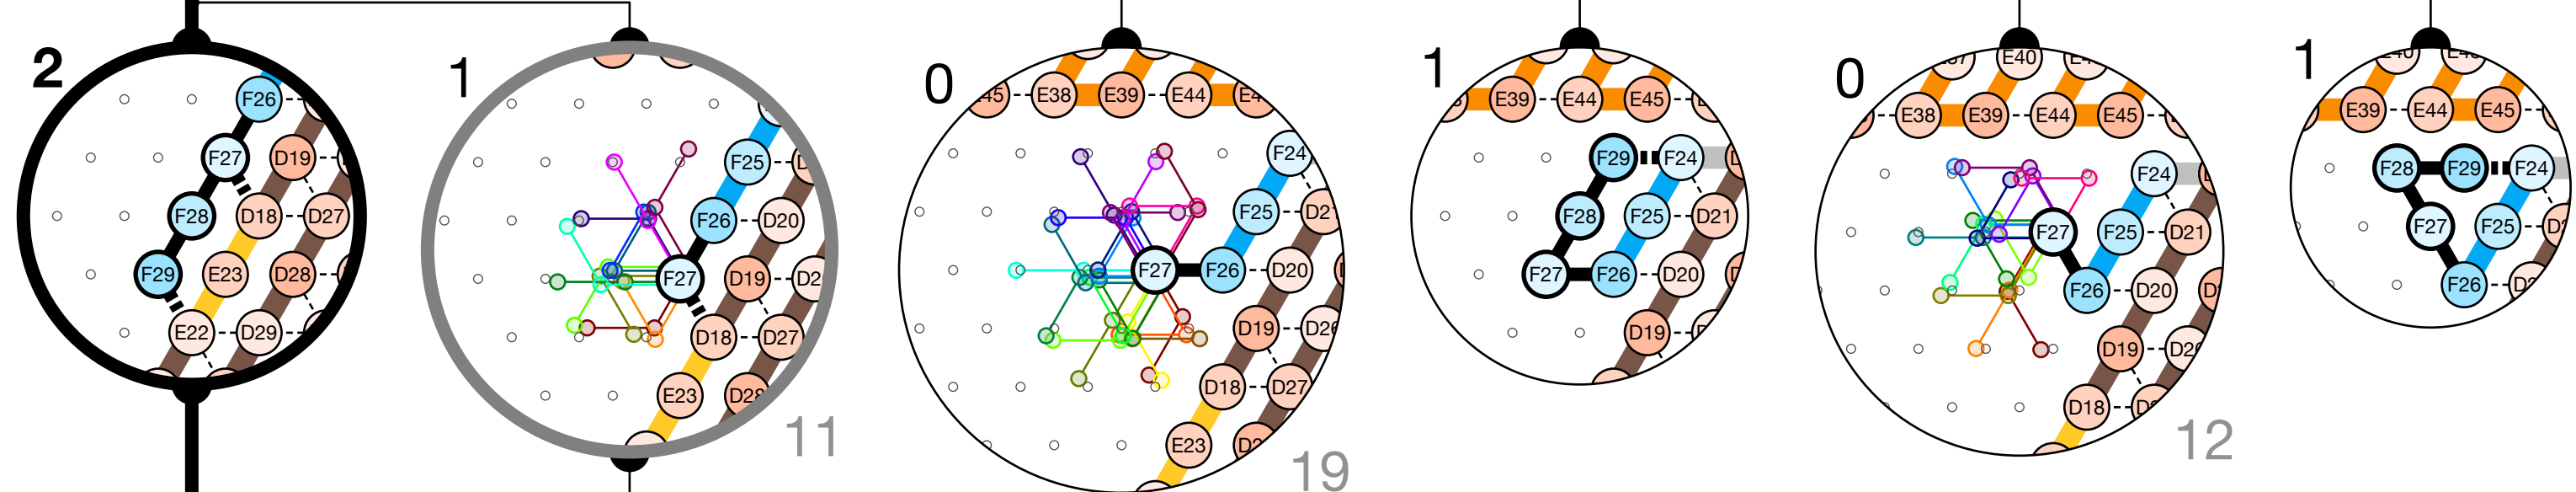 2
F26
F27 D19
F28 D18 D27
F29 E23 D28
E22 D29
1
F25
F26 D20
F27 D19
D18 D27
E23 D28
11
0
E38 E39 E44
F24
F25 D21
F27 F26 D20
D19 D26
D18 D27
E23
19
1
E39 E44 E45
F29 F24
F28 F25 D21
F27 F26 D20
D19
0
E40
E38 E39 E44 E45
F24
F27 F25 D21
F26 D20
D19
D18
12
1
E39 E44 E45
F28 F29 F24
F27 F25
F26